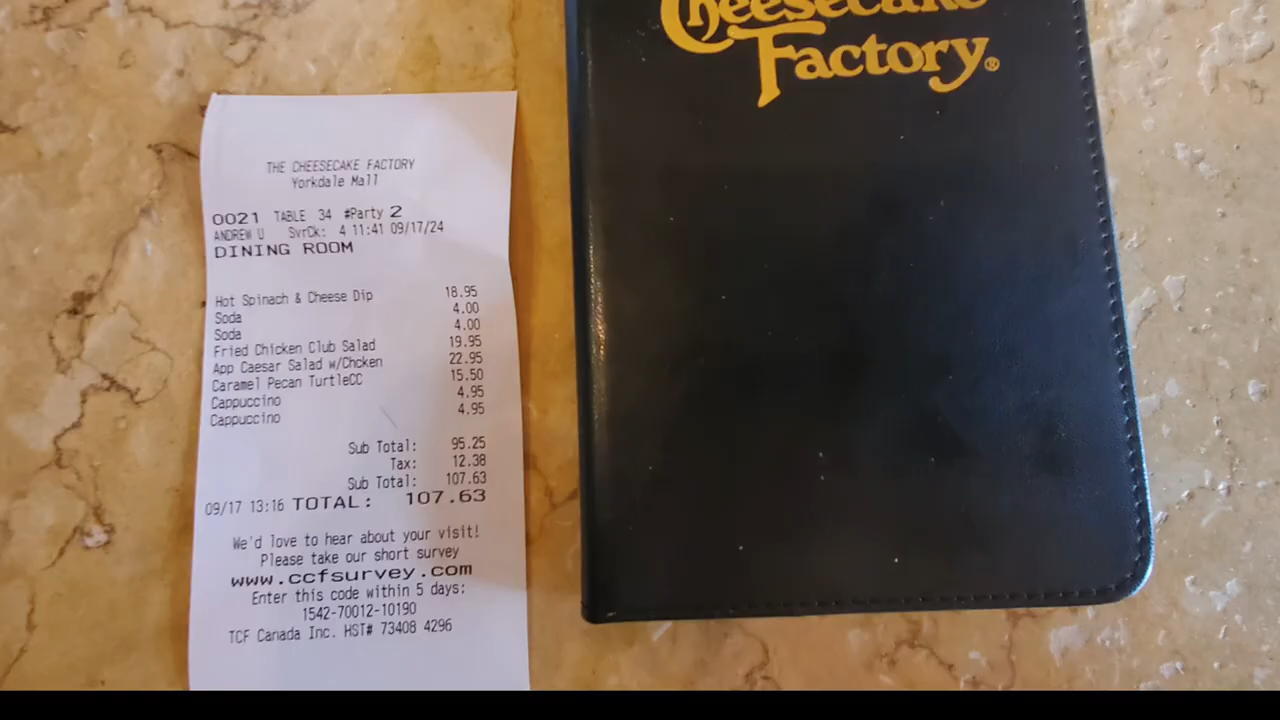 Cheesecake
Factory®
THE CHEESECAKE FACTORY
Yorkdale Mall
0021 TABLE 34 #Party 2
ANDREW U SvrCk: 4 11:41 09/17/24
DINING ROOM
Hot Spinach & Cheese Dip 18.95
Soda 4.00
Soda 4.00
Fried Chicken Club Salad 19.95
App Caesar Salad w/Chcken 22.95
Caramel Pecan TurtleCC 15.50
Cappuccino 4.95
Cappuccino 4.95
Sub Total: 95.25
Tax: 12.38
Sub Total: 107.63
09/17 13:16 TOTAL: 107.63
We'd love to hear about your visit!
Please take our short survey
www.ccfsurvey.com
Enter this code within 5 days:
1542-70012-10190
TCF Canada Inc. HST# 73408 4296